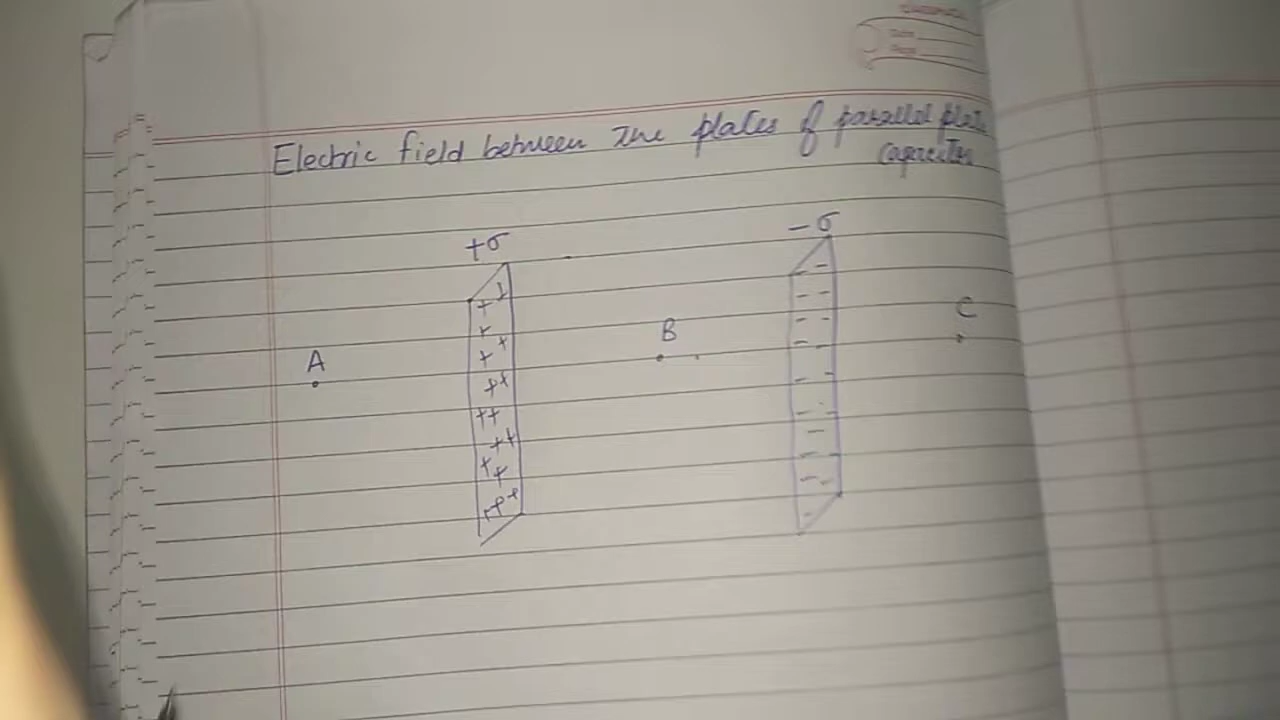 Electric field between the plates of parallel plate
capacitor
+σ
-σ
A
B
C